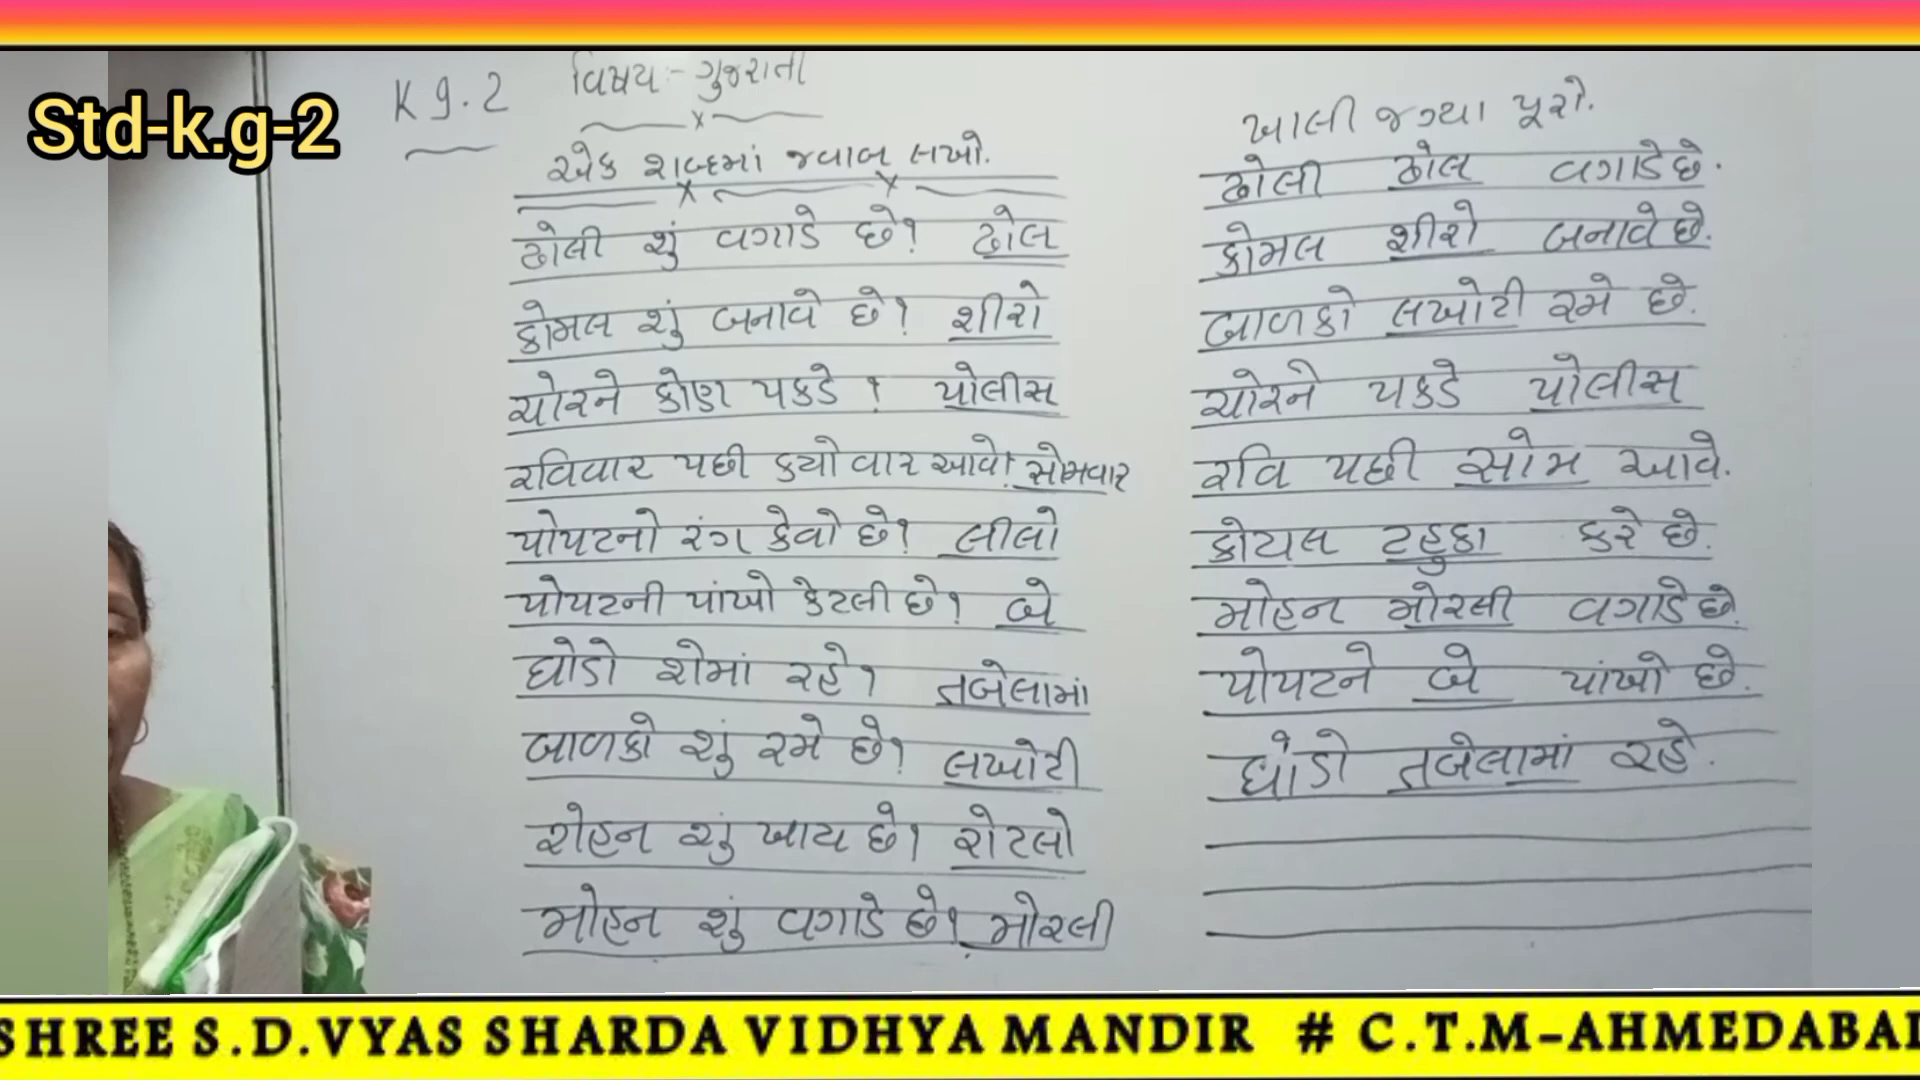 Std-k.g-2
K g. 2
વિષય:- ગુજરાતી
એક શબ્દમાં જવાબ લખો.
ઢોલી શું વગાડે છે? ઢોલ
કોમલ શું બનાવે છે? શીરો
ચોરને કોણ પકડે ? પોલીસ
રવિવાર પછી કયો વાર આવે? સોમવાર
પોપટનો રંગ કેવો છે? લીલો
પોપટની પાંખો કેટલી છે? બે
ઘોડો શેમાં રહે? તબેલામાં
બાળકો શું રમે છે? લખોટી
રોહન શું ખાય છે? રોટલો
મોહન શું વગાડે છે? મોરલી
ખાલી જગ્યા પૂરો.
ઢોલી ઢોલ વગાડે છે.
કોમલ શીરો બનાવે છે.
બાળકો લખોટી રમે છે.
ચોરને પકડે પોલીસ
રવિ પછી સોમ આવે.
કોયલ ટહુકા કરે છે.
મોહન મોરલી વગાડે છે.
પોપટને બે પાંખો છે.
ઘોડો તબેલામાં રહે.
SHREE S.D.VYAS SHARDA VIDHYA MANDIR # C.T.M-AHMEDABAD